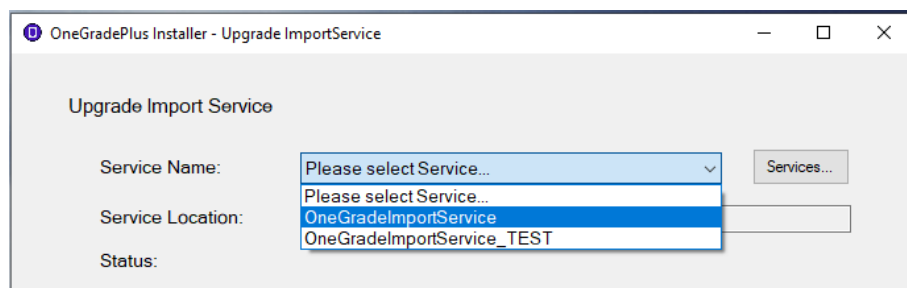 OneGradePlus Installer - Upgrade ImportService
Upgrade Import Service
Service Name:
Please select Service...
Services...
Please select Service...
Service Location:
OneGradeImportService
OneGradeImportService_TEST
Status: